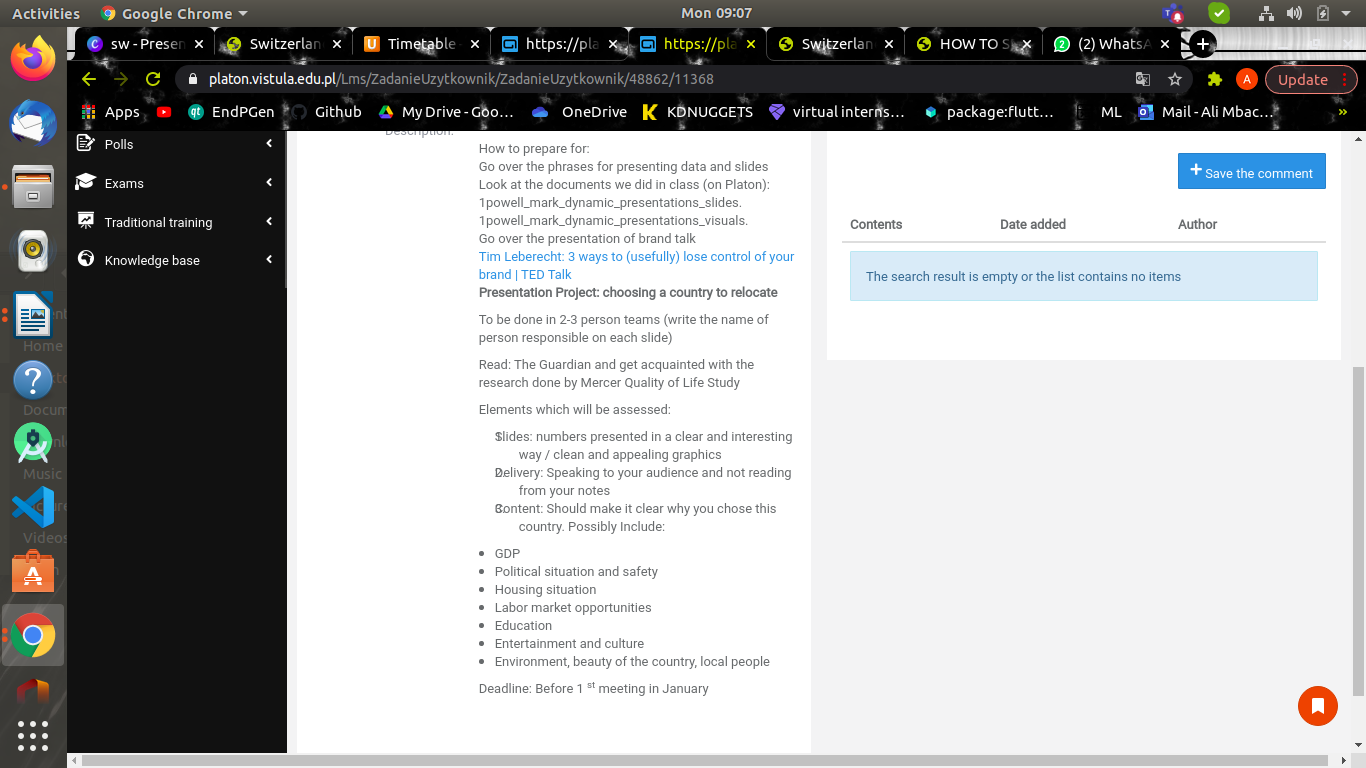 Activities
Google Chrome
Mon 09:07
sw - Presen
Switzerlan
Timetable
https://pla
https://pla
Switzerlan
HOW TO S
(2) WhatsA
platon.vistula.edu.pl/Lms/ZadanieUzytkownik/ZadanieUzytkownik/48862/11368
A
Update
Apps
EndPGen
Github
My Drive - Goo…
OneDrive
KDNUGGETS
virtual interns…
package:flutt…
ML
Mail - Ali Mbac…
»
Polls
Exams
Traditional training
Knowledge base
Home
Docum
Music
Videos
Description:
How to prepare for:
Go over the phrases for presenting data and slides
Look at the documents we did in class (on Platon):
1powell_mark_dynamic_presentations_slides.
1powell_mark_dynamic_presentations_visuals.
Go over the presentation of brand talk
Tim Leberecht: 3 ways to (usefully) lose control of your
brand | TED Talk
Presentation Project: choosing a country to relocate
To be done in 2-3 person teams (write the name of
person responsible on each slide)
Read: The Guardian and get acquainted with the
research done by Mercer Quality of Life Study
Elements which will be assessed:
1. Slides: numbers presented in a clear and interesting
way / clean and appealing graphics
2. Delivery: Speaking to your audience and not reading
from your notes
3. Content: Should make it clear why you chose this
country. Possibly Include:
GDP
Political situation and safety
Housing situation
Labor market opportunities
Education
Entertainment and culture
Environment, beauty of the country, local people
Deadline: Before 1 st meeting in January
+ Save the comment
Contents Date added Author
The search result is empty or the list contains no items